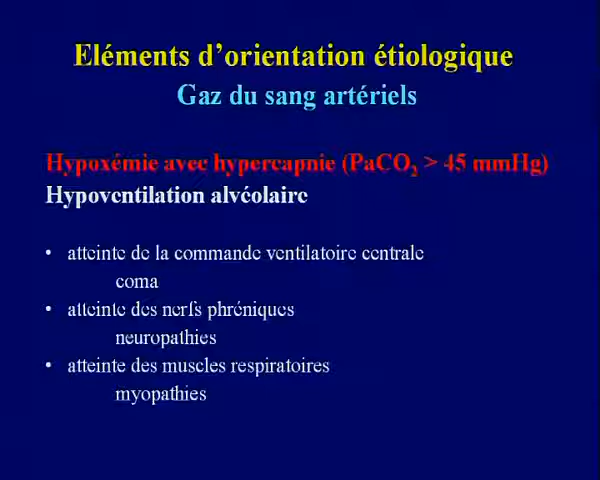 Eléments d’orientation étiologique
Gaz du sang artériels
Hypoxémie avec hypercapnie (PaCO2 > 45 mmHg)
Hypoventilation alvéolaire
• atteinte de la commande ventilatoire centrale
coma
• atteinte des nerfs phréniques
neuropathies
• atteinte des muscles respiratoires
myopathies